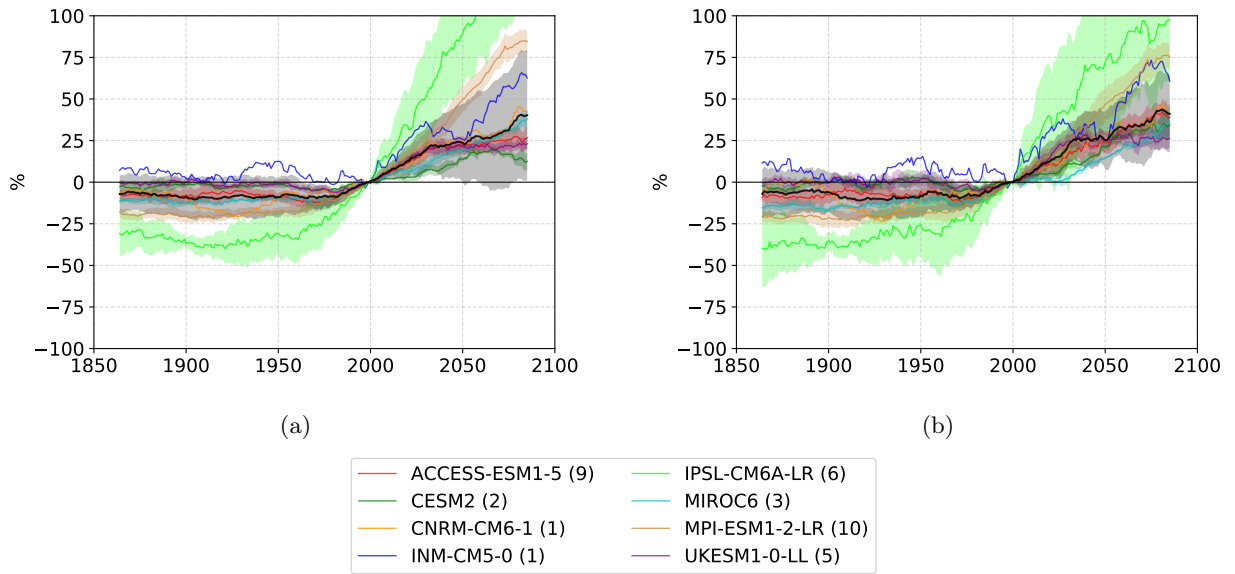 100
75
50
25
0
−25
−50
−75
−100
%
1850 1900 1950 2000 2050 2100
(a)
100
75
50
25
0
−25
−50
−75
−100
%
1850 1900 1950 2000 2050 2100
(b)
ACCESS-ESM1-5 (9)
CESM2 (2)
CNRM-CM6-1 (1)
INM-CM5-0 (1)
IPSL-CM6A-LR (6)
MIROC6 (3)
MPI-ESM1-2-LR (10)
UKESM1-0-LL (5)